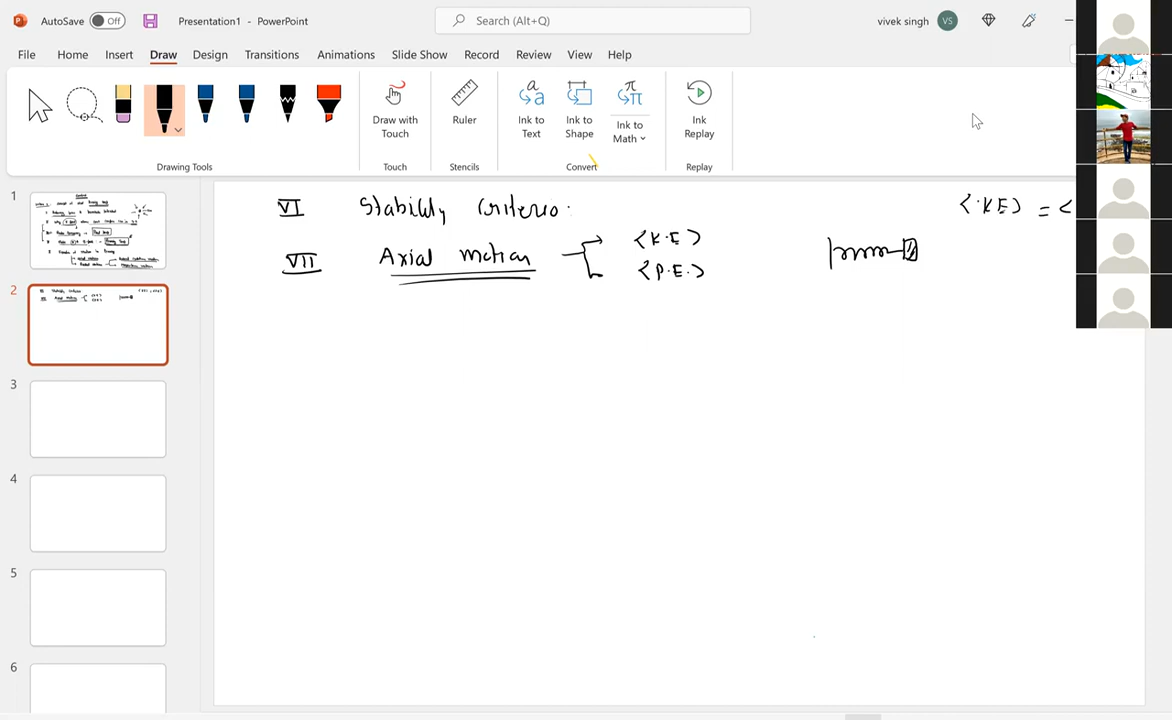 AutoSave Off Presentation1 - PowerPoint Search (Alt+Q) vivek singh VS
File Home Insert Draw Design Transitions Animations Slide Show Record Review View Help
Draw with Touch Ruler Ink to Text Ink to Shape Ink to Math Ink Replay
Drawing Tools Touch Stencils Convert Replay
1
2
3
4
5
6
VI Stability Criteria: <K.E> = <
VII Axial motion <K.E>
<P.E.>